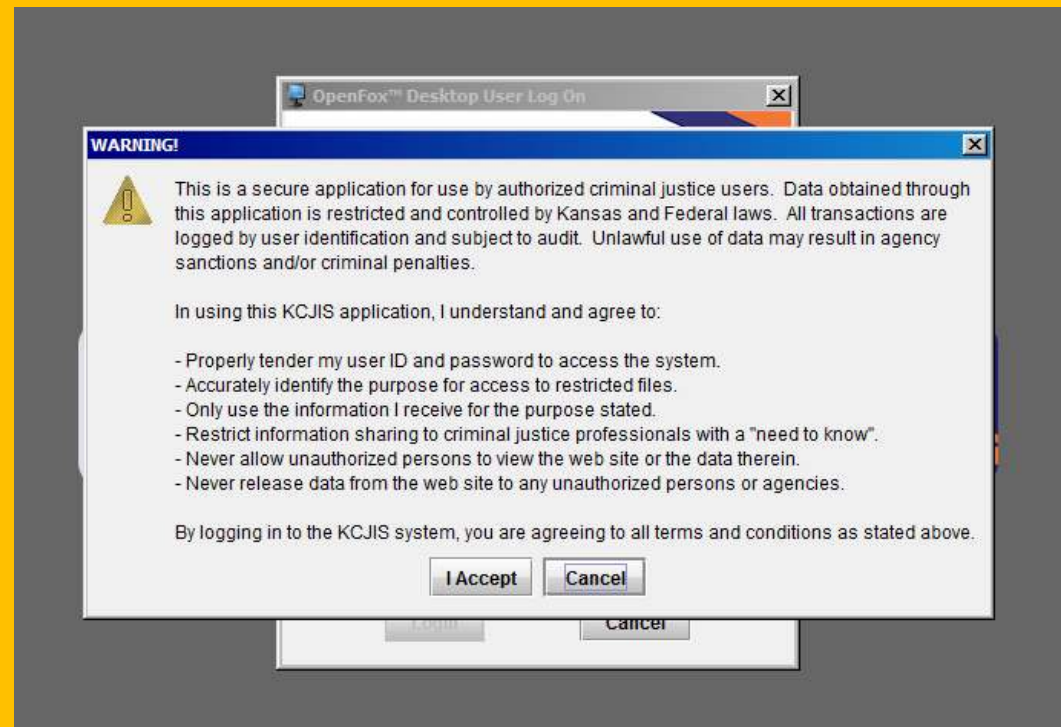 OpenFox™ Desktop User Log On
WARNING!
This is a secure application for use by authorized criminal justice users. Data obtained through
this application is restricted and controlled by Kansas and Federal laws. All transactions are
logged by user identification and subject to audit. Unlawful use of data may result in agency
sanctions and/or criminal penalties.
In using this KCJIS application, I understand and agree to:
- Properly tender my user ID and password to access the system.
- Accurately identify the purpose for access to restricted files.
- Only use the information I receive for the purpose stated.
- Restrict information sharing to criminal justice professionals with a "need to know".
- Never allow unauthorized persons to view the web site or the data therein.
- Never release data from the web site to any unauthorized persons or agencies.
By logging in to the KCJIS system, you are agreeing to all terms and conditions as stated above.
I Accept Cancel
Login Cancel